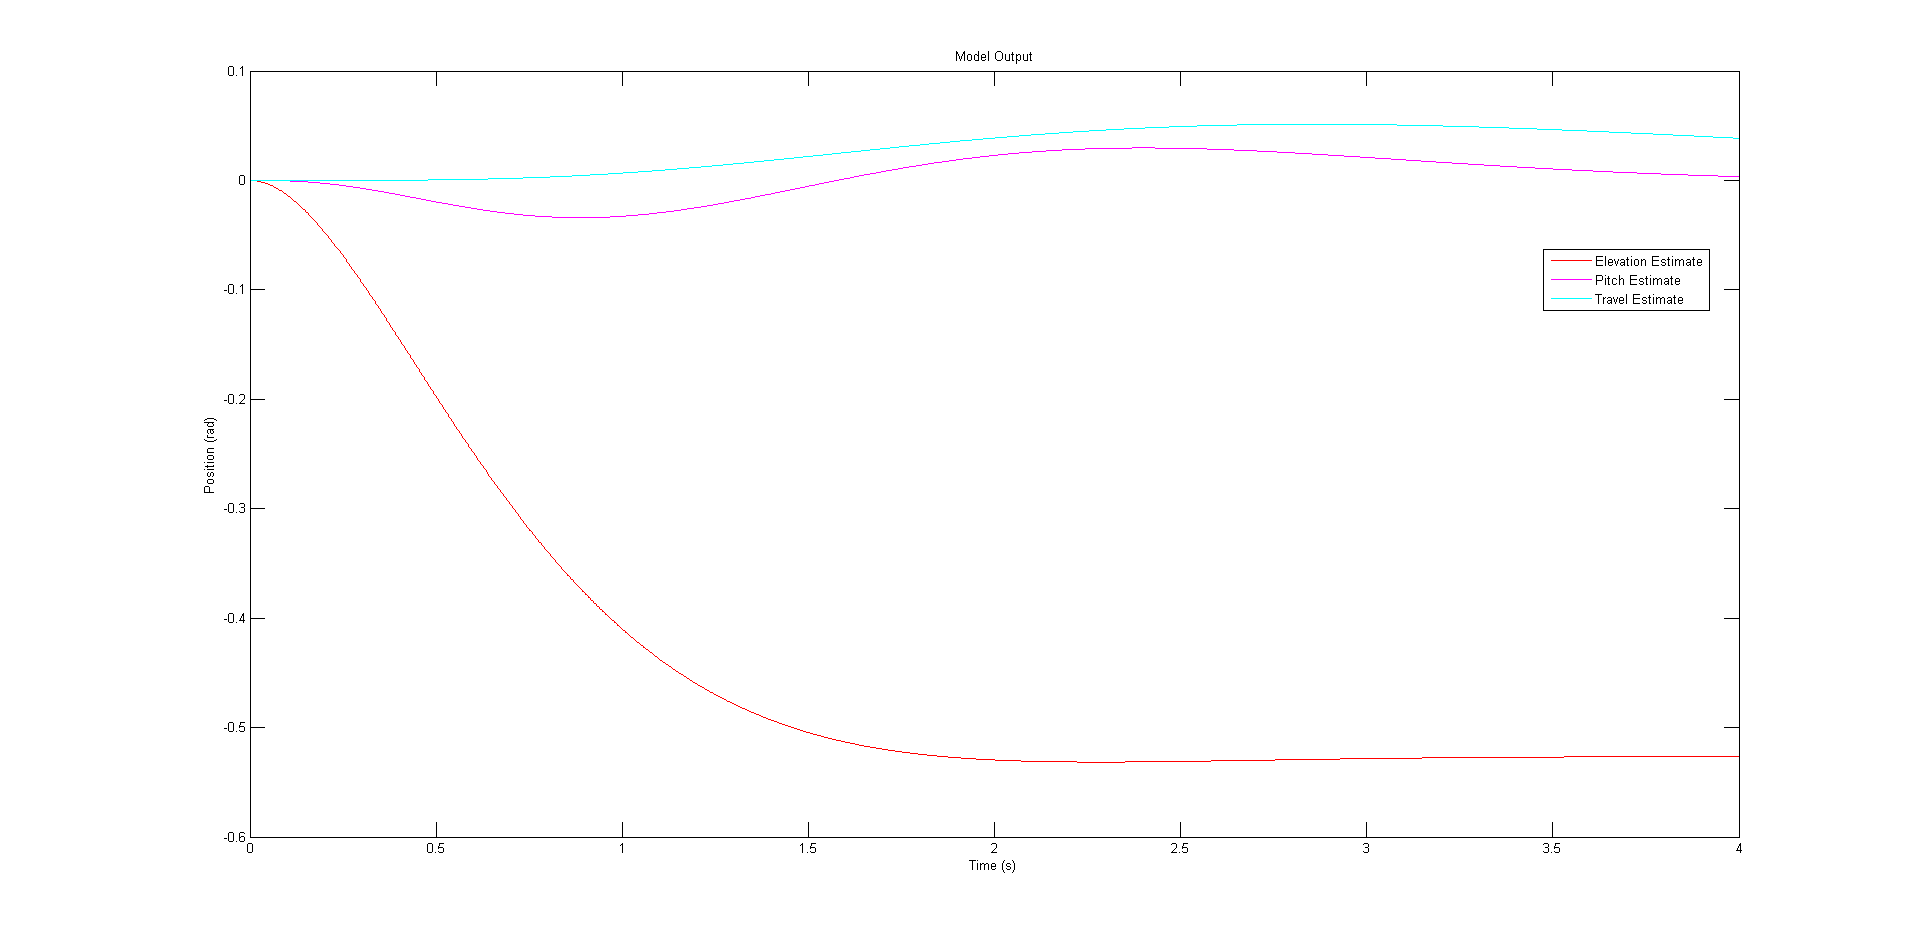 Model Output
0.1
0
-0.1
-0.2
-0.3
-0.4
-0.5
-0.6
Position (rad)
Elevation Estimate
Pitch Estimate
Travel Estimate
0 0.5 1 1.5 2 2.5 3 3.5 4
Time (s)